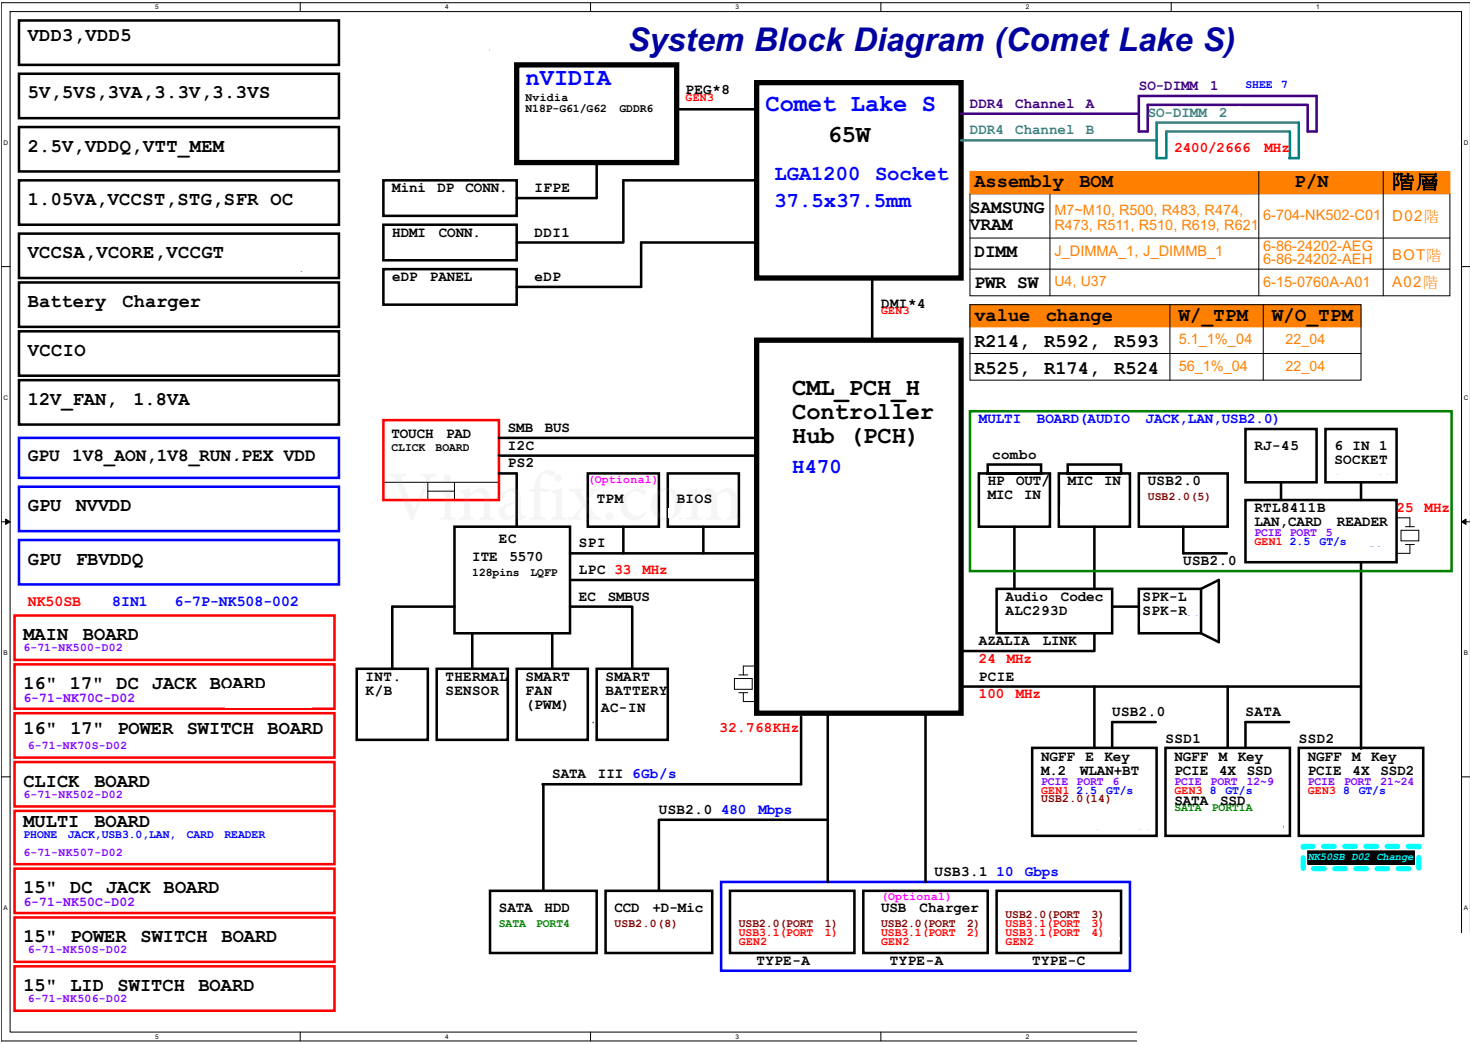 System Block Diagram (Comet Lake S)
VDD3,VDD5
5V,5VS,3VA,3.3V,3.3VS
2.5V,VDDQ,VTT_MEM
1.05VA,VCCST,STG,SFR OC
VCCSA,VCORE,VCCGT
Battery Charger
VCCIO
12V_FAN, 1.8VA
GPU 1V8_AON,1V8_RUN.PEX VDD
GPU NVVDD
GPU FBVDDQ
NK50SB 8IN1 6-7P-NK508-002
MAIN BOARD
6-71-NK500-D02
16" 17" DC JACK BOARD
6-71-NK70C-D02
16" 17" POWER SWITCH BOARD
6-71-NK70S-D02
CLICK BOARD
6-71-NK502-D02
MULTI BOARD
PHONE JACK,USB3.0,LAN, CARD READER
6-71-NK507-D02
15" DC JACK BOARD
6-71-NK50C-D02
15" POWER SWITCH BOARD
6-71-NK50S-D02
15" LID SWITCH BOARD
6-71-NK506-D02
nVIDIA
Nvidia
N18P-G61/G62 GDDR6
PEG*8
GEN3
Comet Lake S
65W
LGA1200 Socket
37.5x37.5mm
DDR4 Channel A
DDR4 Channel B
SO-DIMM 1 SHEE 7
SO-DIMM 2
2400/2666 MHz
Mini DP CONN.
IFPE
HDMI CONN.
DDI1
eDP PANEL
eDP
DMI*4
GEN3
Assembly BOM P/N 階層
SAMSUNG VRAM
M7~M10, R500, R483, R474,
R473, R511, R510, R619, R621
6-704-NK502-C01
D02階
DIMM
J_DIMMA_1, J_DIMMB_1
6-86-24202-AEG
6-86-24202-AEH
BOT階
PWR SW
U4, U37
6-15-0760A-A01
A02階
value change W/_TPM W/O_TPM
R214, R592, R593 5.1_1%_04 22_04
R525, R174, R524 56_1%_04 22_04
CML_PCH_H
Controller
Hub (PCH)
H470
TOUCH PAD
CLICK BOARD
SMB BUS
I2C
PS2
Vinafix.com
(Optional)
TPM
BIOS
EC
ITE 5570
128pins LQFP
SPI
LPC 33 MHz
EC SMBUS
INT.
K/B
THERMAL
SENSOR
SMART
FAN
(PWM)
SMART
BATTERY
AC-IN
32.768KHz
MULTI BOARD(AUDIO JACK,LAN,USB2.0)
combo
HP OUT/
MIC IN
MIC IN
USB2.0
USB2.0(5)
USB2.0
RJ-45
6 IN 1
SOCKET
RTL8411B
LAN,CARD READER
PCIE PORT 5
GEN1 2.5 GT/s
25 MHz
Audio Codec
ALC293D
SPK-L
SPK-R
AZALIA LINK
24 MHz
PCIE
100 MHz
USB2.0
SATA
SSD1
SSD2
NGFF E Key
M.2 WLAN+BT
PCIE PORT 6
GEN1 2.5 GT/s
USB2.0(14)
NGFF M Key
PCIE 4X SSD
PCIE PORT 12~9
GEN3 8 GT/s
SATA SSD
SATA PORT1A
NGFF M Key
PCIE 4X SSD2
PCIE PORT 21~24
GEN3 8 GT/s
NK50SB D02 Change
SATA III 6Gb/s
USB2.0 480 Mbps
USB3.1 10 Gbps
SATA HDD
SATA PORT4
CCD +D-Mic
USB2.0(8)
USB2.0(PORT 1)
USB3.1(PORT 1)
GEN2
TYPE-A
(Optional)
USB Charger
USB2.0(PORT 2)
USB3.1(PORT 2)
GEN2
TYPE-A
USB2.0(PORT 3)
USB3.1(PORT 3)
USB3.1(PORT 4)
GEN2
TYPE-C